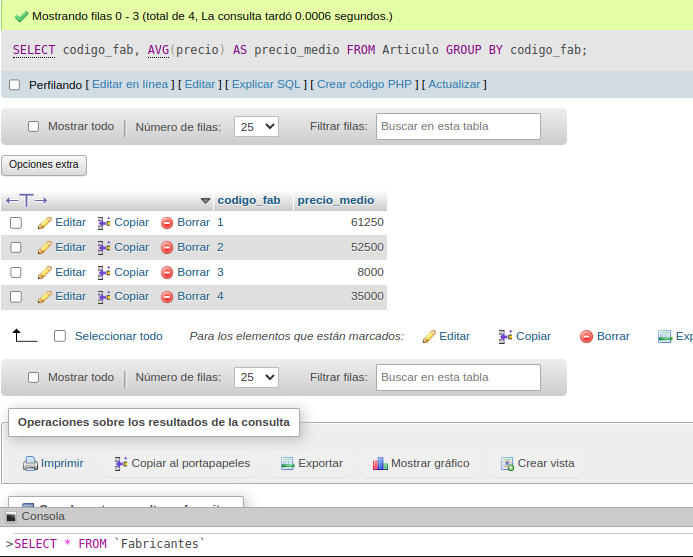 Mostrando filas 0 - 3 (total de 4, La consulta tardó 0.0006 segundos.)
SELECT codigo_fab, AVG(precio) AS precio_medio FROM Articulo GROUP BY codigo_fab;
Perfilando [ Editar en línea ] [ Editar ] [ Explicar SQL ] [ Crear código PHP ] [ Actualizar ]
Mostrar todo | Número de filas: 25 Filtrar filas: Buscar en esta tabla
Opciones extra
←T→ codigo_fab precio_medio
Editar Copiar Borrar 1 61250
Editar Copiar Borrar 2 52500
Editar Copiar Borrar 3 8000
Editar Copiar Borrar 4 35000
Seleccionar todo Para los elementos que están marcados: Editar Copiar Borrar Exp
Mostrar todo | Número de filas: 25 Filtrar filas: Buscar en esta tabla
Operaciones sobre los resultados de la consulta
Imprimir Copiar al portapapeles Exportar Mostrar gráfico Crear vista
Consola
>SELECT * FROM `Fabricantes`